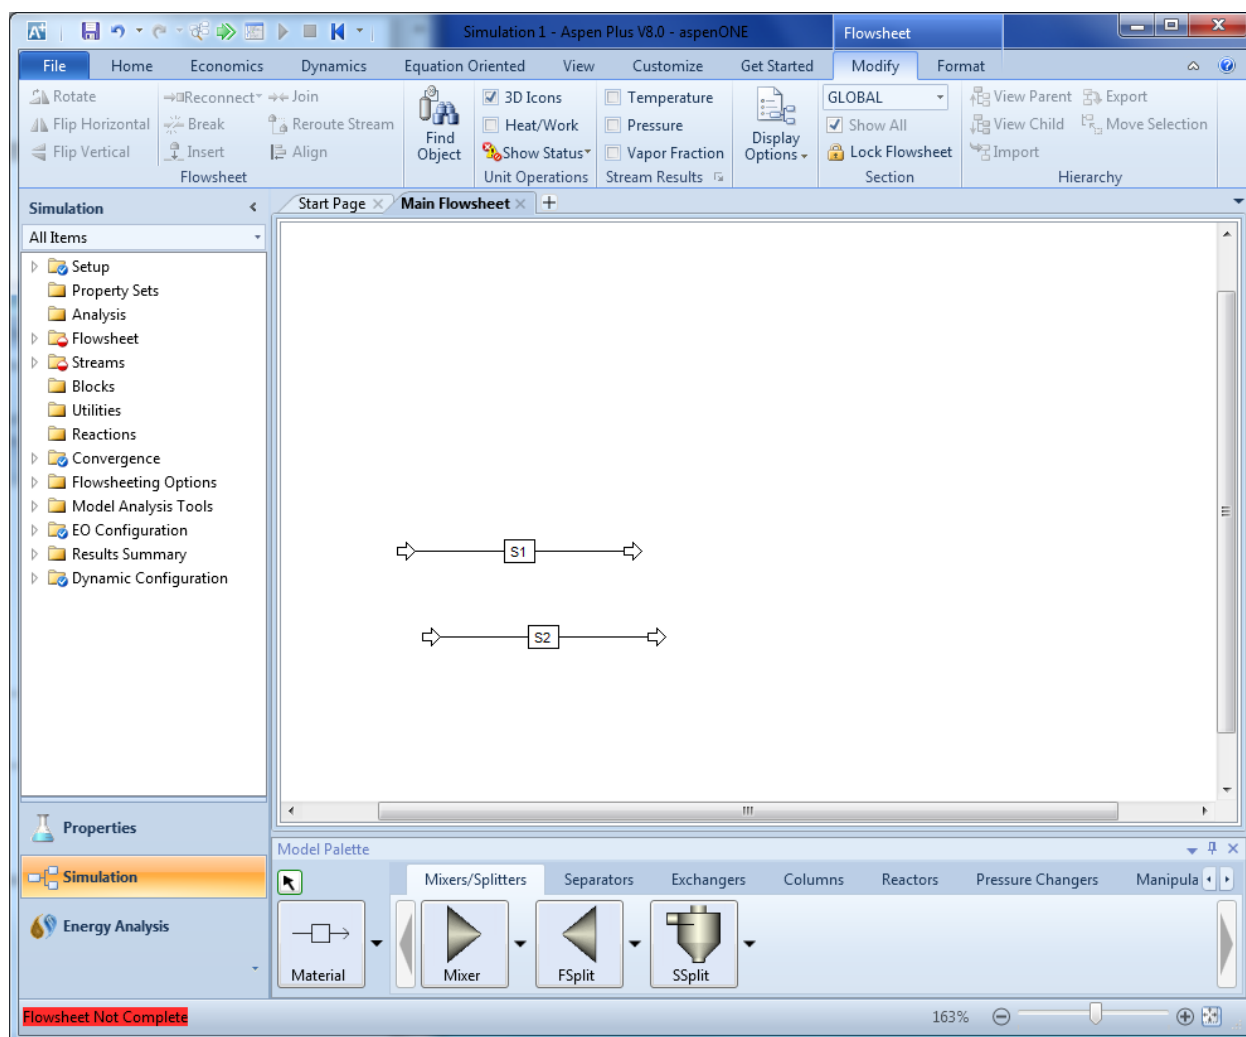 Simulation 1 - Aspen Plus V8.0 - aspenONE
Flowsheet
File Home Economics Dynamics Equation Oriented View Customize Get Started Modify Format
Rotate
Flip Horizontal
Flip Vertical
Reconnect
Break
Insert
Join
Reroute Stream
Align
Flowsheet
Find
Object
3D Icons
Heat/Work
Show Status
Unit Operations
Temperature
Pressure
Vapor Fraction
Stream Results
Display
Options
GLOBAL
Show All
Lock Flowsheet
Section
View Parent
View Child
Import
Export
Move Selection
Hierarchy
Simulation
All Items
Setup
Property Sets
Analysis
Flowsheet
Streams
Blocks
Utilities
Reactions
Convergence
Flowsheeting Options
Model Analysis Tools
EO Configuration
Results Summary
Dynamic Configuration
Properties
Simulation
Energy Analysis
Start Page Main Flowsheet
S1
S2
Model Palette
Mixers/Splitters Separators Exchangers Columns Reactors Pressure Changers Manipula
Material
Mixer
FSplit
SSplit
Flowsheet Not Complete
163%